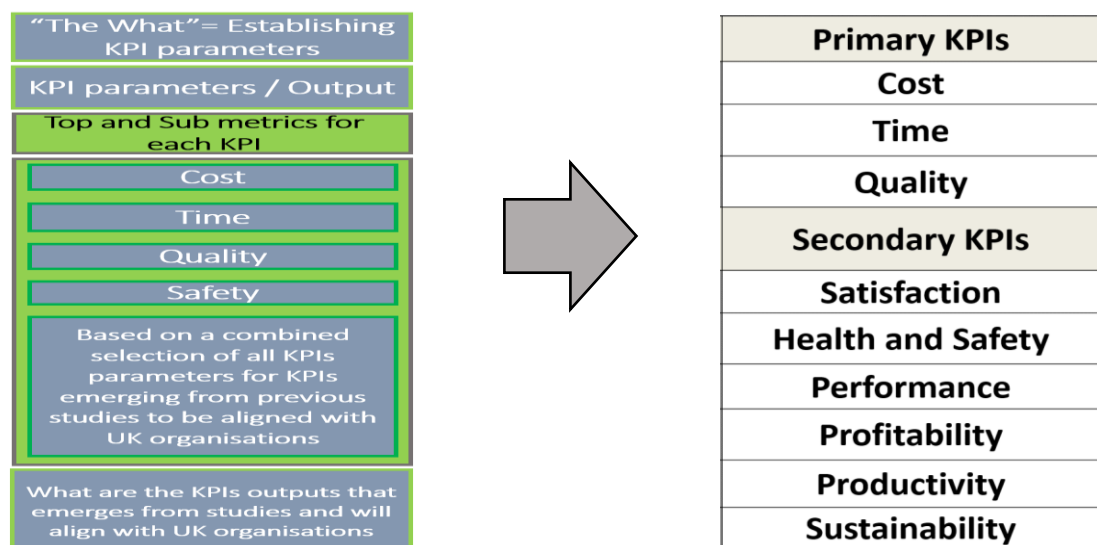 “The What”= Establishing
KPI parameters
KPI parameters / Output
Top and Sub metrics for
each KPI
Cost
Time
Quality
Safety
Based on a combined
selection of all KPIs
parameters for KPIs
emerging from previous
studies to be aligned with
UK organisations
What are the KPIs outputs that
emerges from studies and will
align with UK organisations
Primary KPIs
Cost
Time
Quality
Secondary KPIs
Satisfaction
Health and Safety
Performance
Profitability
Productivity
Sustainability